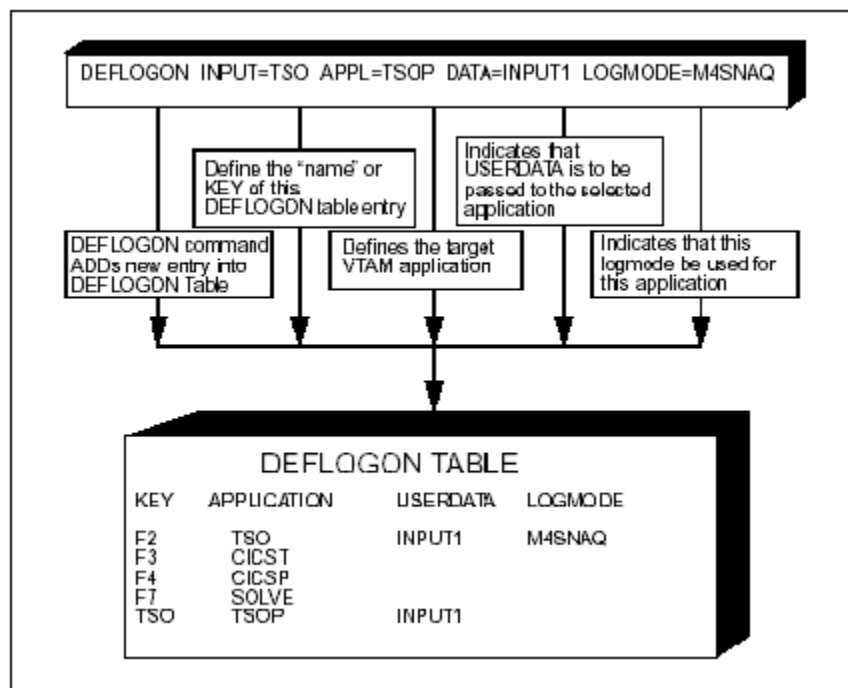 DEFLOGON INPUT=TSO APPL=TSOP DATA=INPUT1 LOGMODE=M4SNAQ
Define the "name" or
KEY of this
DEFLOGON table entry
Indicates that
USERDATA is to be
passed to the selected
application
DEFLOGON command
ADDs new entry into
DEFLOGON Table
Defines the target
VTAM application
Indicates that this
logmode be used for
this application
DEFLOGON TABLE
KEY APPLICATION USERDATA LOGMODE
F2 TSO INPUT1 M4SNAQ
F3 CICST
F4 CICSP
F7 SOLVE
TSO TSOP INPUT1